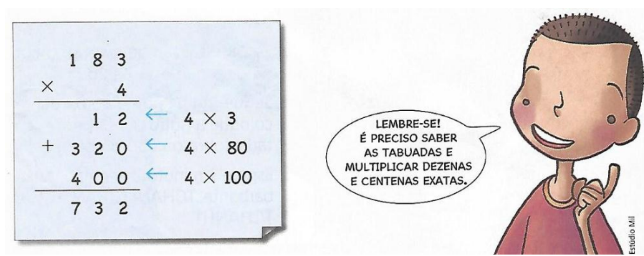 1 8 3
× 4
1 2 ← 4 × 3
+ 3 2 0 ← 4 × 80
4 0 0 ← 4 × 100
7 3 2
LEMBRE-SE!
É PRECISO SABER
AS TABUADAS E
MULTIPLICAR DEZENAS
E CENTENAS EXATAS.
Estúdio Mil